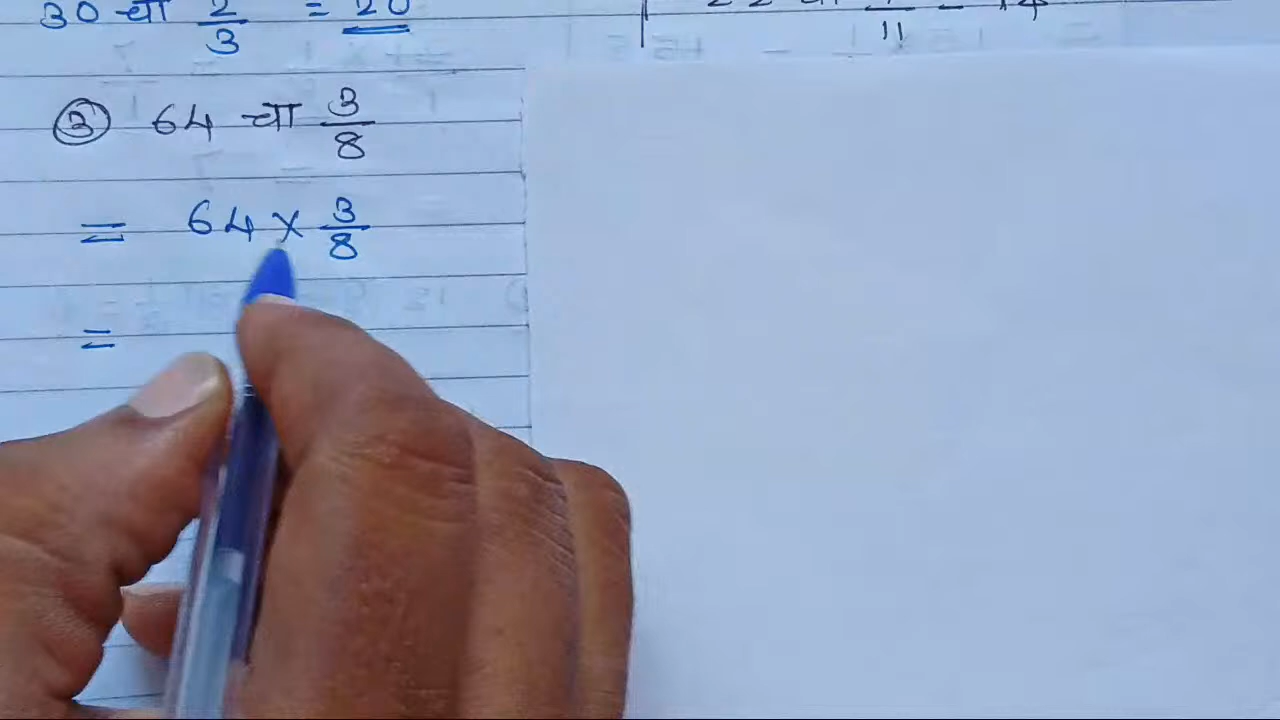 30 चा 2/3 = 20
③ 64 चा 3/8
= 64 × 3/8
=